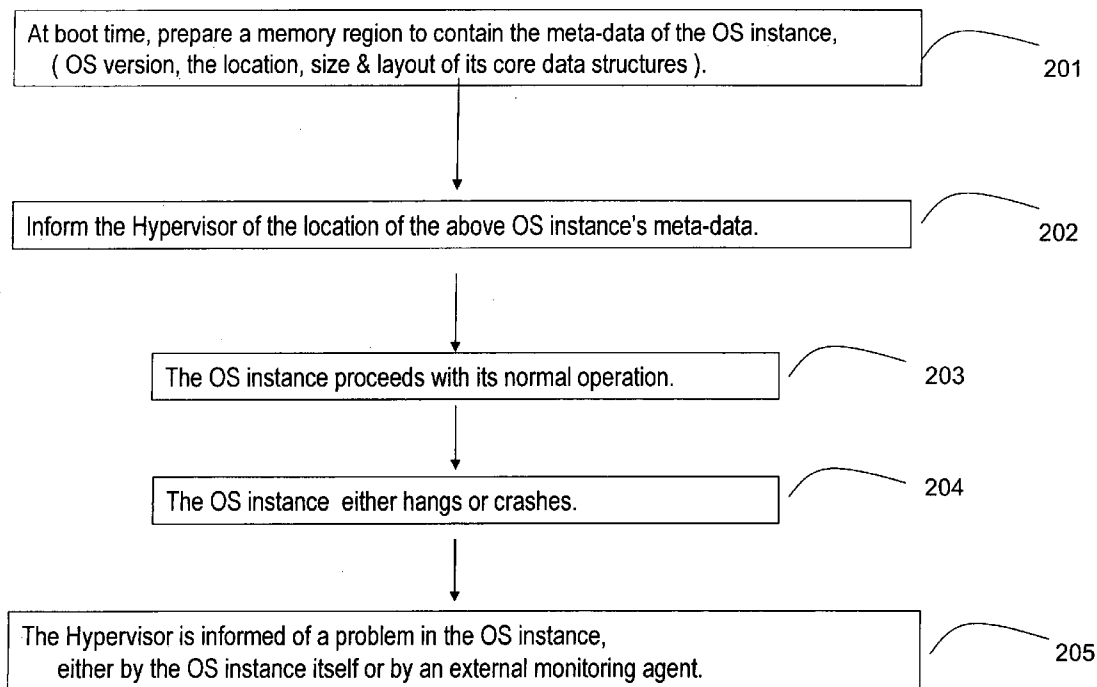 At boot time, prepare a memory region to contain the meta-data of the OS instance,
( OS version, the location, size & layout of its core data structures ).
201
Inform the Hypervisor of the location of the above OS instance's meta-data.
202
The OS instance proceeds with its normal operation.
203
The OS instance either hangs or crashes.
204
The Hypervisor is informed of a problem in the OS instance,
either by the OS instance itself or by an external monitoring agent.
205